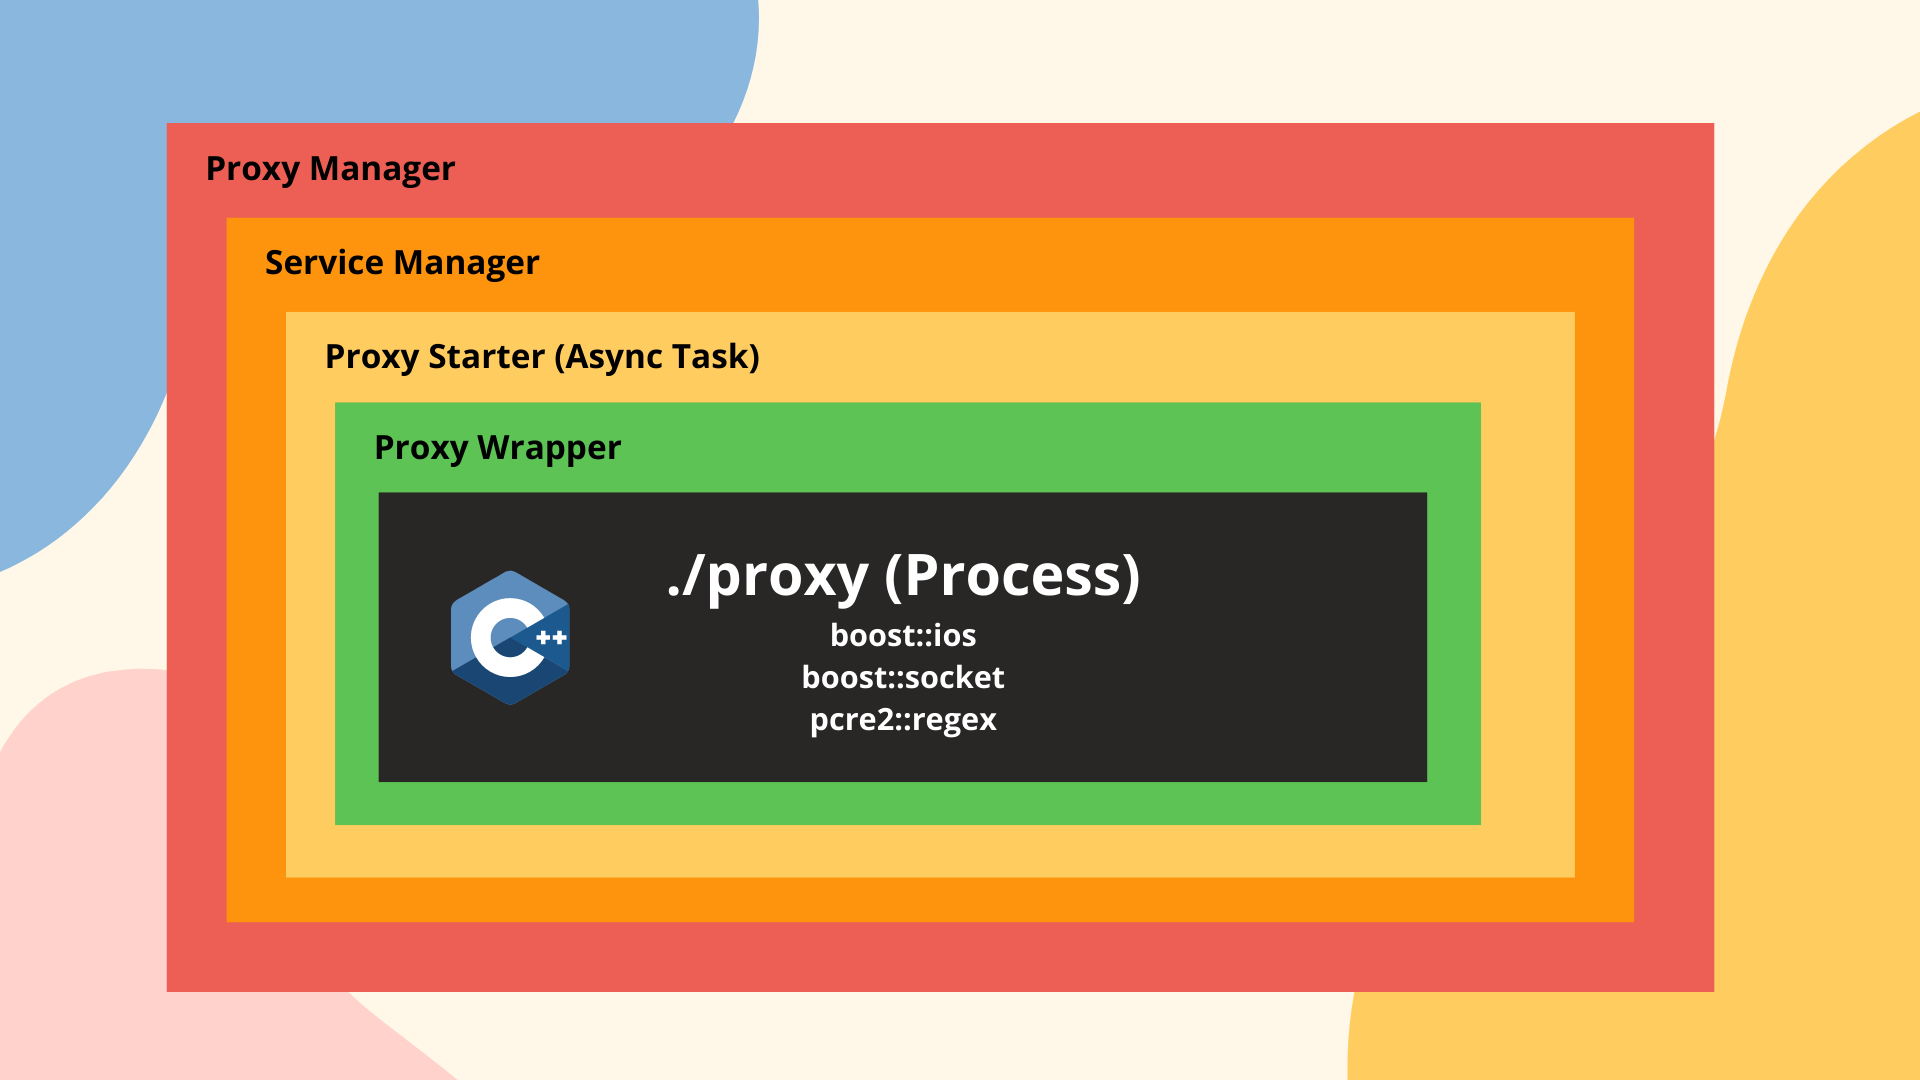 Proxy Manager
Service Manager
Proxy Starter (Async Task)
Proxy Wrapper
./proxy (Process)
boost::ios
boost::socket
pcre2::regex
C++